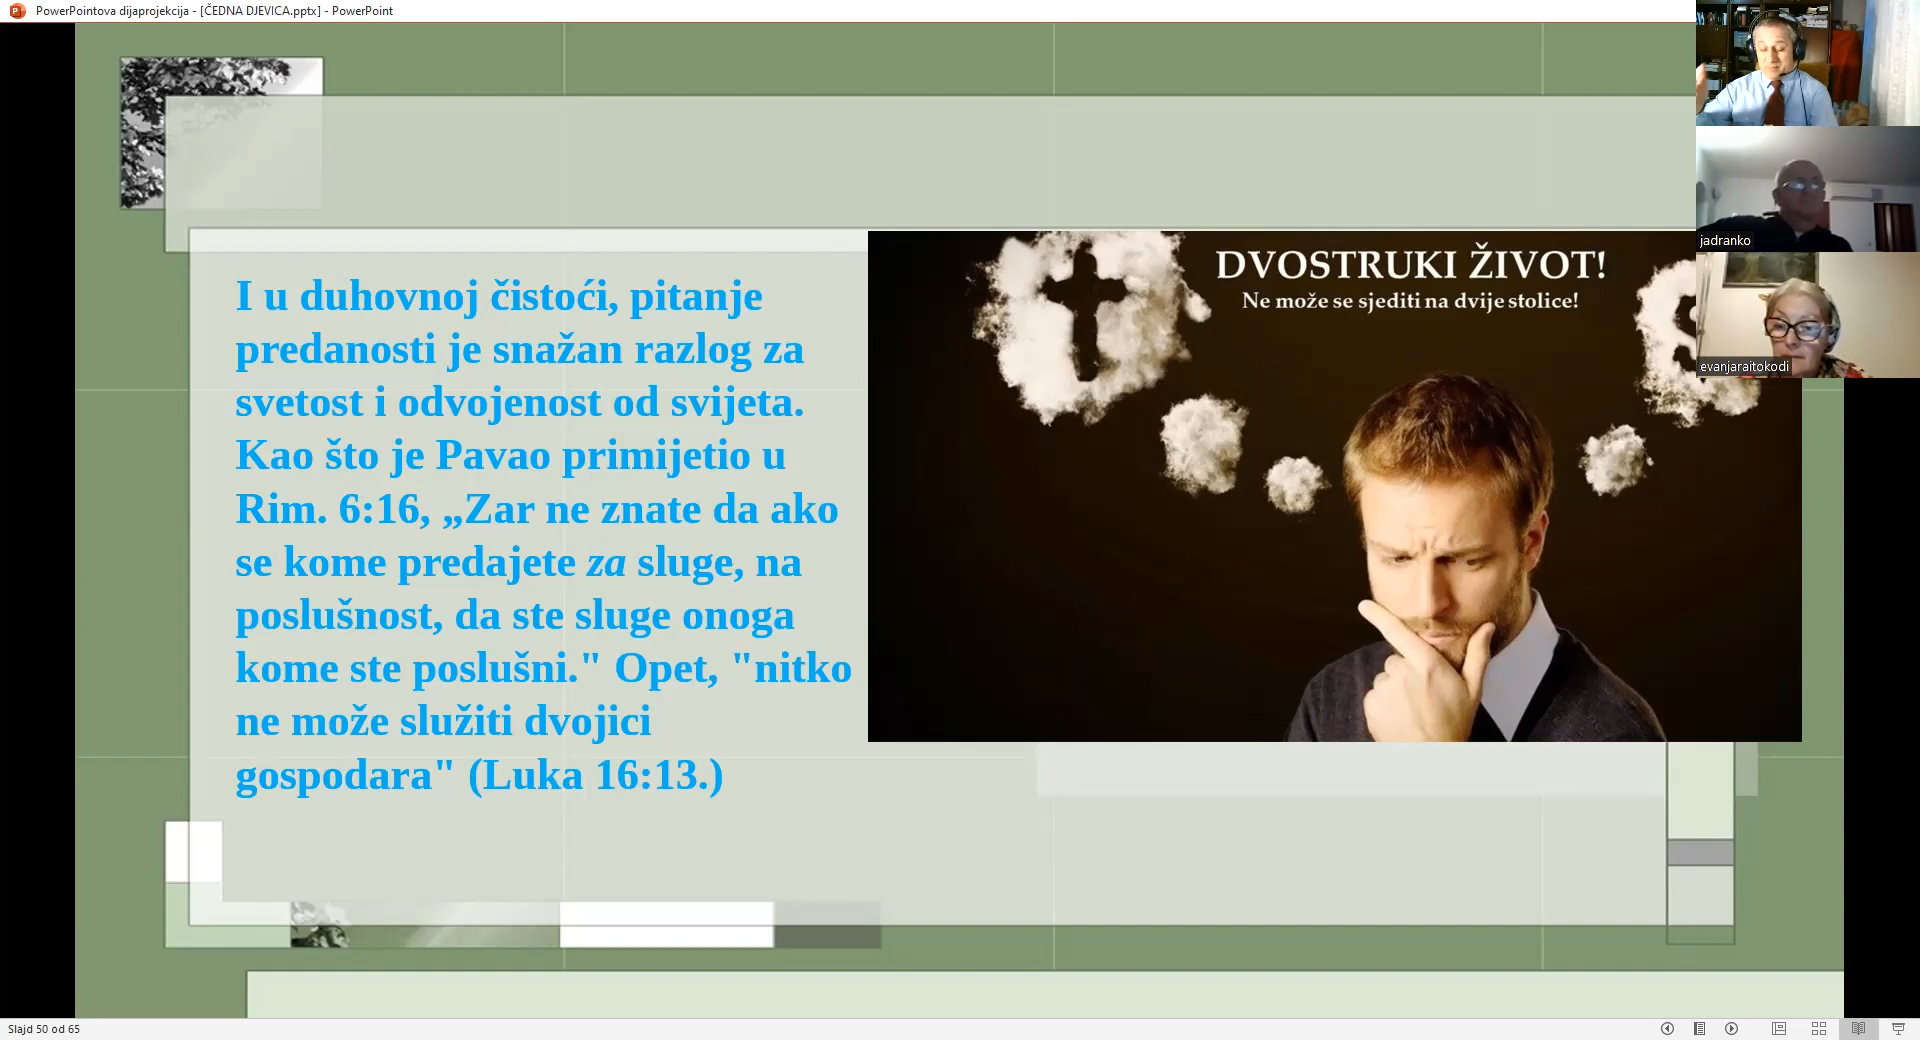 PowerPointova dijaprojekcija - [ČEDNA DJEVICA.pptx] - PowerPoint
I u duhovnoj čistoći, pitanje
predanosti je snažan razlog za
svetost i odvojenost od svijeta.
Kao što je Pavao primijetio u
Rim. 6:16, „Zar ne znate da ako
se kome predajete za sluge, na
poslušnost, da ste sluge onoga
kome ste poslušni." Opet, "nitko
ne može služiti dvojici
gospodara" (Luka 16:13.)
DVOSTRUKI ŽIVOT!
Ne može se sjediti na dvije stolice!
jadranko
evanjaraitokodi
Slajd 50 od 65